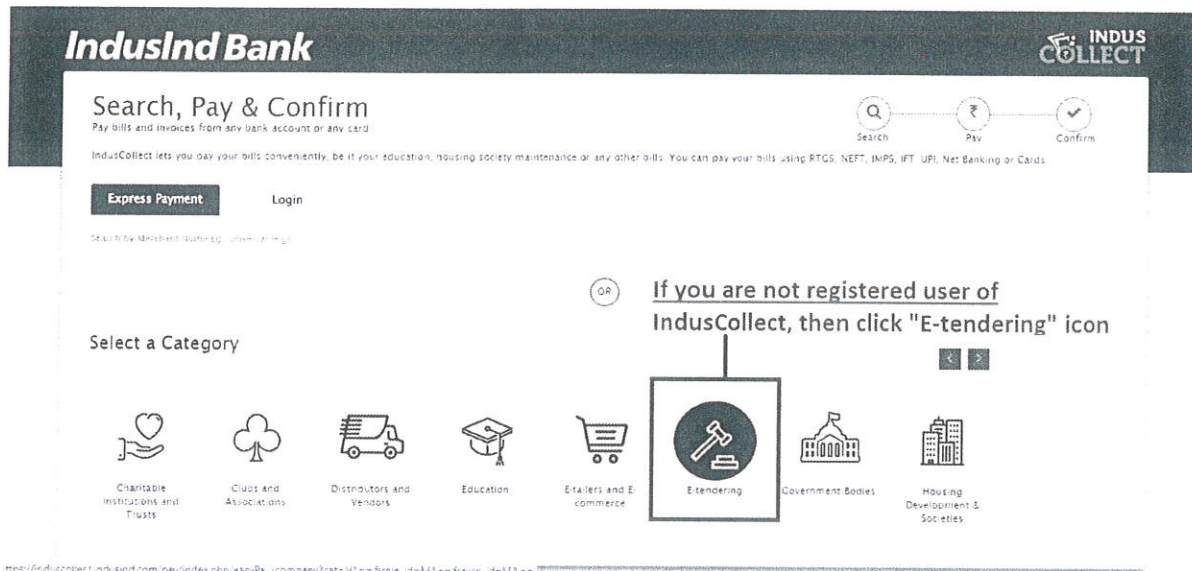 IndusInd Bank
INDUS
COLLECT
Search, Pay & Confirm
Pay bills and invoices from any bank account or any card
Search
Pay
Confirm
IndusCollect lets you pay your bills conveniently, be it your education, housing society maintenance or any other bills. You can pay your bills using RTGS, NEFT, IMPS, IFT, UPI, Net Banking or Cards
Express Payment
Login
Search by Merchant Name
OR
If you are not registered user of
IndusCollect, then click "E-tendering" icon
Select a Category
Charitable
Institutions and
Trusts
Clubs and
Associations
Distributors and
Vendors
Education
E-tailers and E-
commerce
E-tendering
Government Bodies
Housing
Development &
Societies